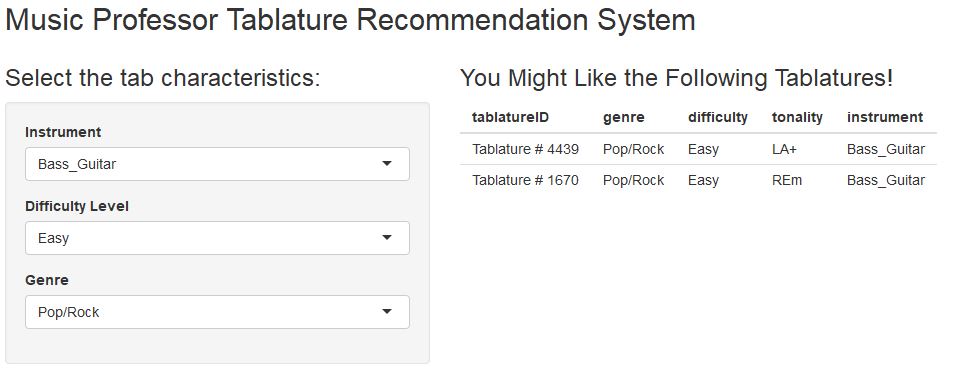 Music Professor Tablature Recommendation System
Select the tab characteristics:
Instrument
Bass_Guitar
Difficulty Level
Easy
Genre
Pop/Rock
You Might Like the Following Tablatures!
tablatureID genre difficulty tonality instrument
Tablature # 4439 Pop/Rock Easy LA+ Bass_Guitar
Tablature # 1670 Pop/Rock Easy REm Bass_Guitar